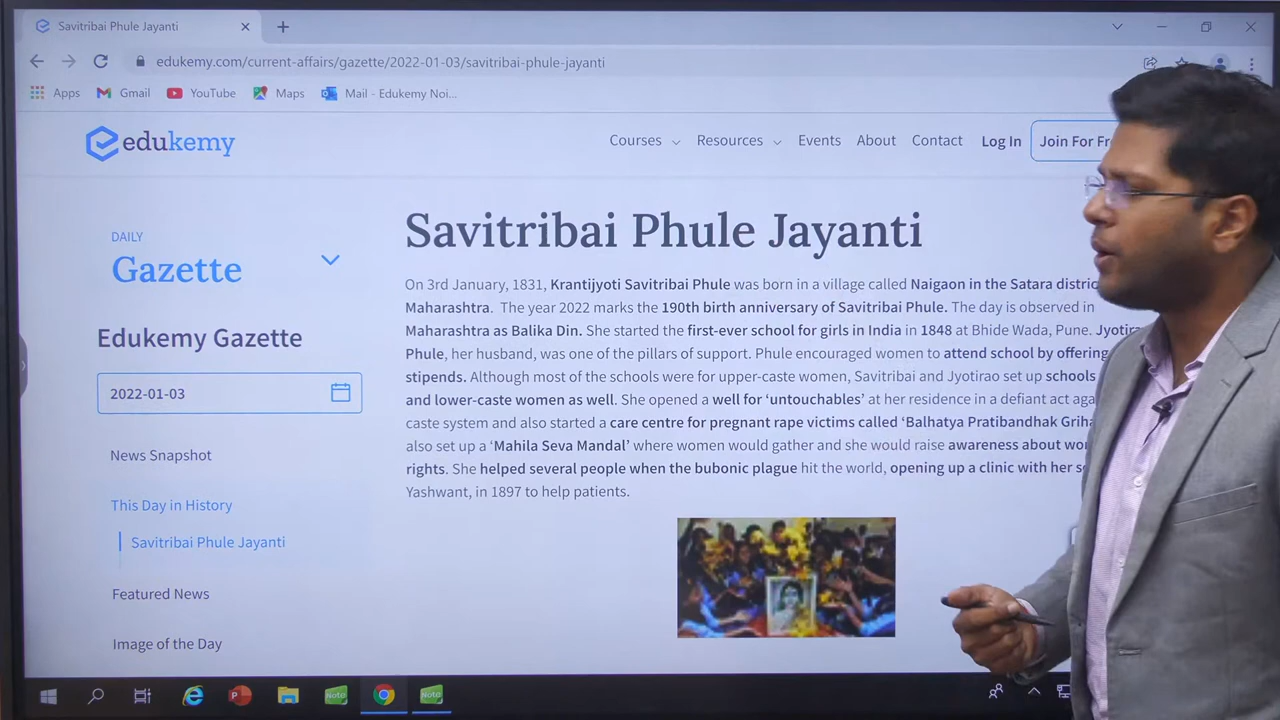 Savitribai Phule Jayanti
edukemy.com/current-affairs/gazette/2022-01-03/savitribai-phule-jayanti
Apps Gmail YouTube Maps Mail - Edukemy Noi...
edukemy
Courses Resources Events About Contact Log In Join For
DAILY
Gazette
Edukemy Gazette
2022-01-03
News Snapshot
This Day in History
Savitribai Phule Jayanti
Featured News
Image of the Day
Savitribai Phule Jayanti
On 3rd January, 1831, Krantijyoti Savitribai Phule was born in a village called Naigaon in the Satara
Maharashtra. The year 2022 marks the 190th birth anniversary of Savitribai Phule. The day is observed in
Maharashtra as Balika Din. She started the first-ever school for girls in India in 1848 at Bhide Wada, Pune.
Phule, her husband, was one of the pillars of support. Phule encouraged women to attend school by offering
stipends. Although most of the schools were for upper-caste women, Savitribai and Jyotirao set up schools
and lower-caste women as well. She opened a well for ‘untouchables’ at her residence in a defiant act
caste system and also started a care centre for pregnant rape victims called ‘Balhatya Pratibandhak
also set up a ‘Mahila Seva Mandal’ where women would gather and she would raise awareness about
rights. She helped several people when the bubonic plague hit the world, opening up a clinic with her
Yashwant, in 1897 to help patients.
Note Note